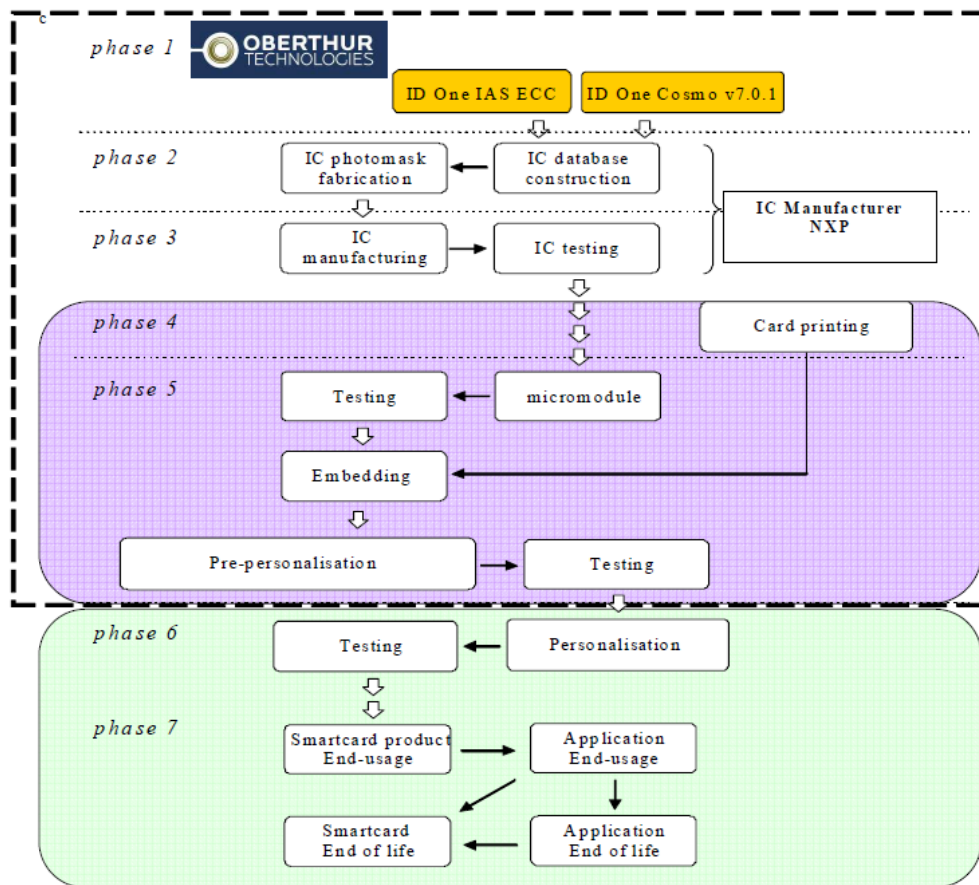 c
phase 1
OBERTHUR
TECHNOLOGIES
ID One IAS ECC
ID One Cosmo v7.0.1
phase 2
IC photomask
fabrication
IC database
construction
IC Manufacturer
NXP
phase 3
IC
manufacturing
IC testing
phase 4
Card printing
phase 5
Testing
micromodule
Embedding
Pre-personalisation
Testing
phase 6
Testing
Personalisation
phase 7
Smartcard product
End-usage
Application
End-usage
Smartcard
End of life
Application
End of life